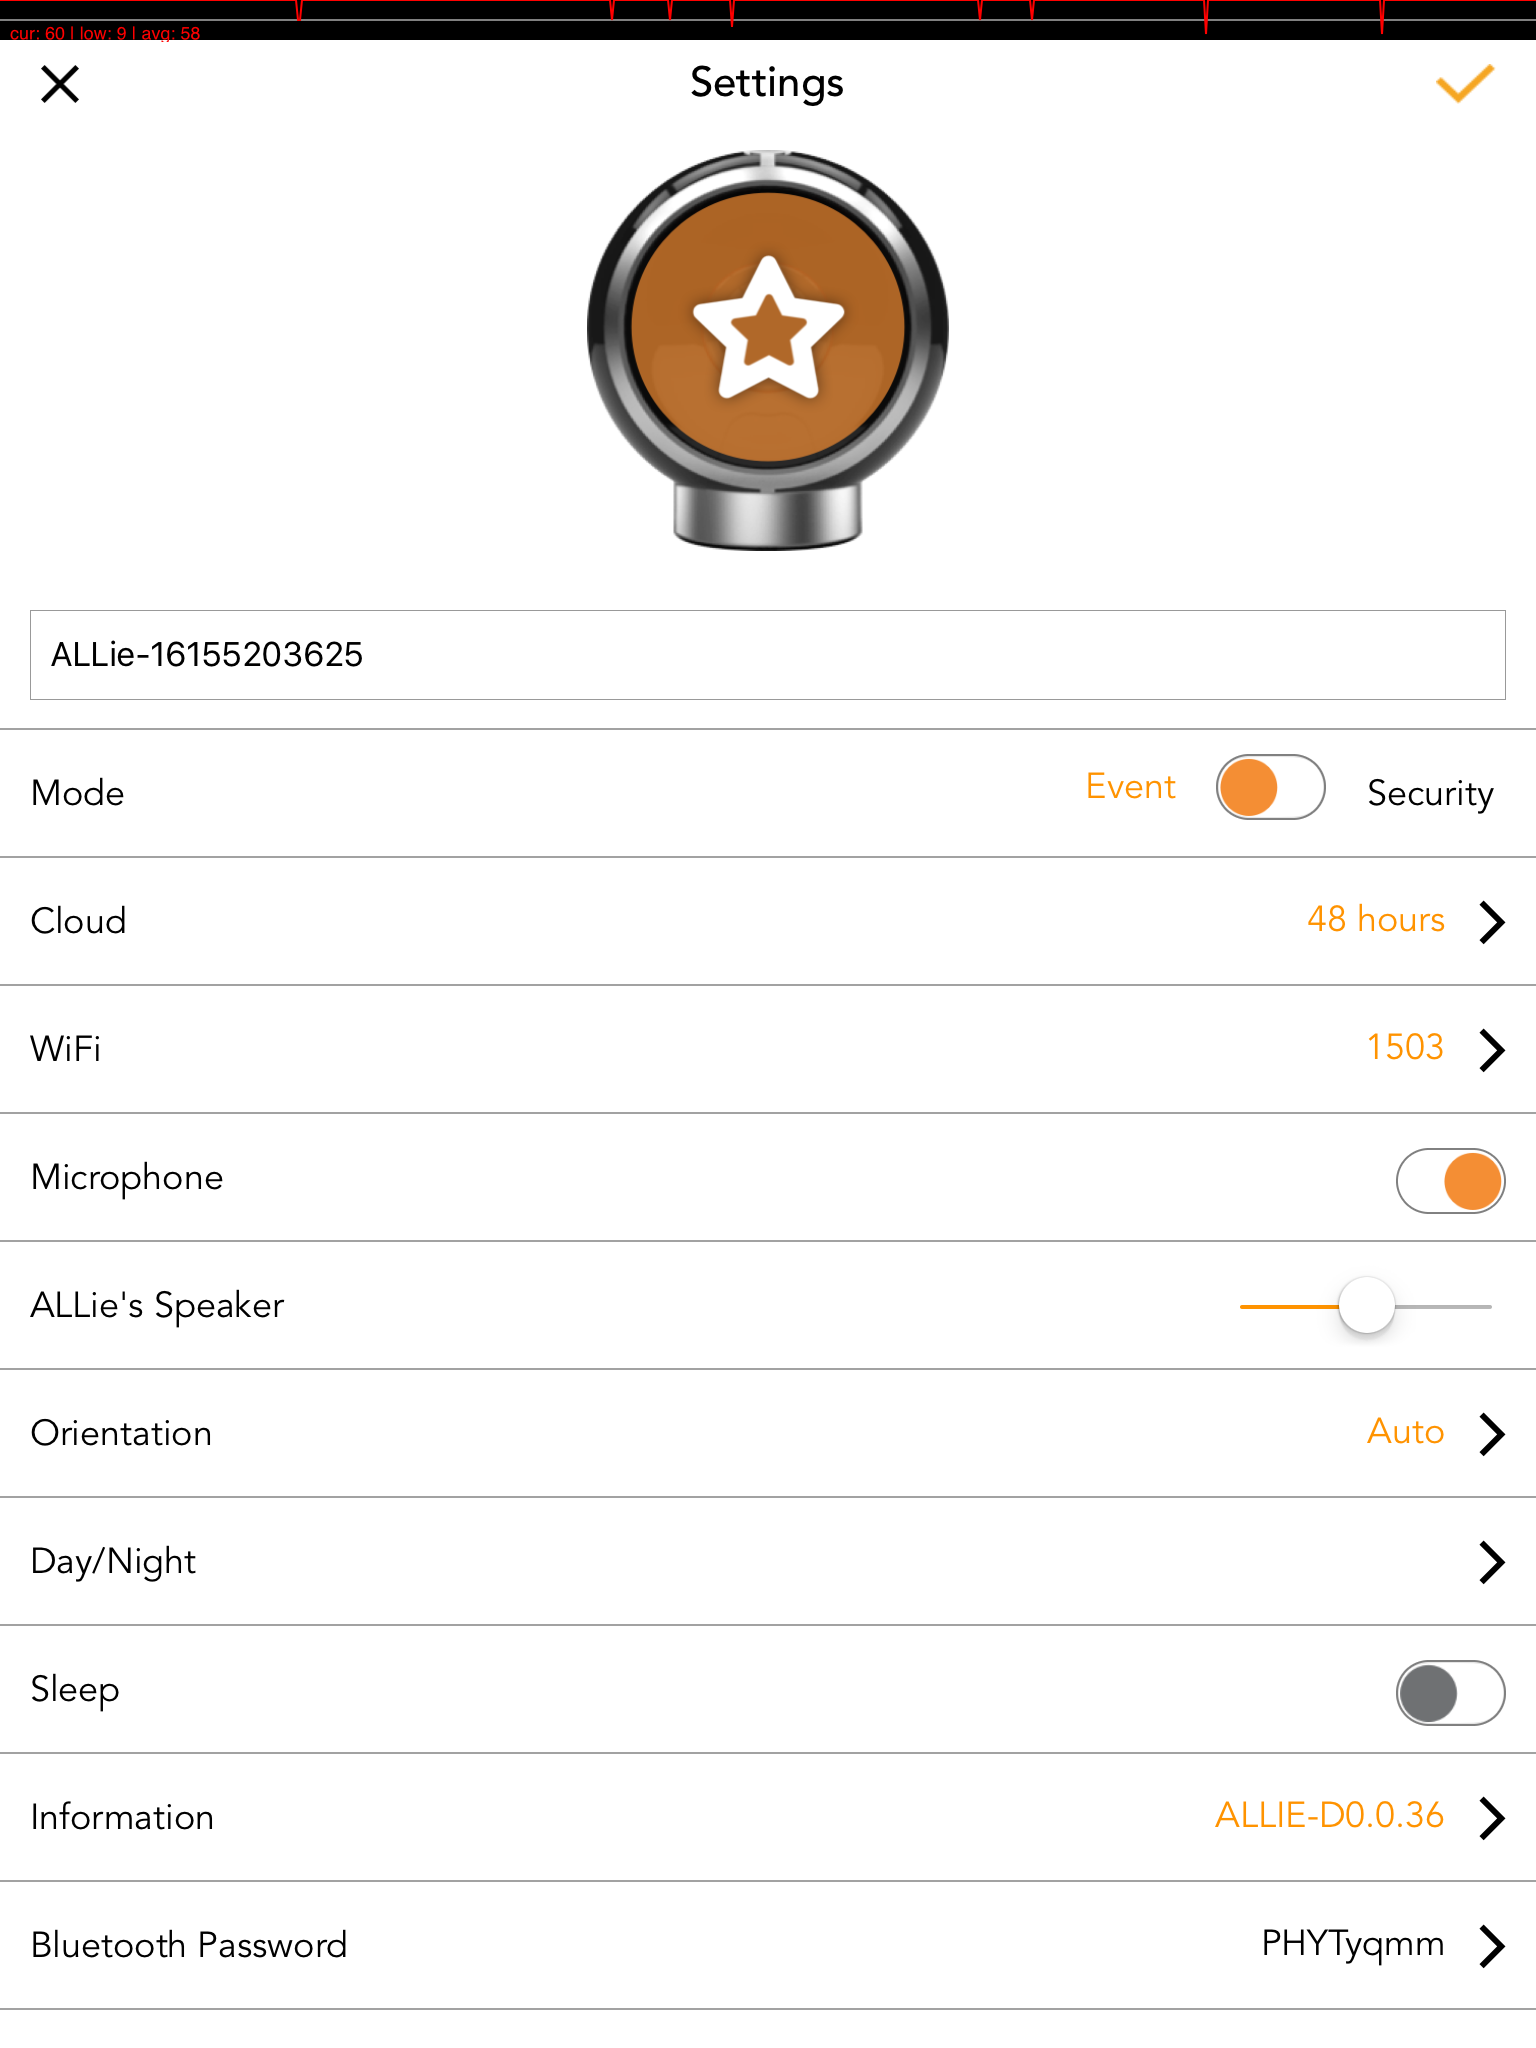 cur: 60 | low: 9 | avg: 58
Settings
ALLie-16155203625
Mode Event Security
Cloud 48 hours
WiFi 1503
Microphone
ALLie's Speaker
Orientation Auto
Day/Night
Sleep
Information ALLIE-D0.0.36
Bluetooth Password PHYTyqmm